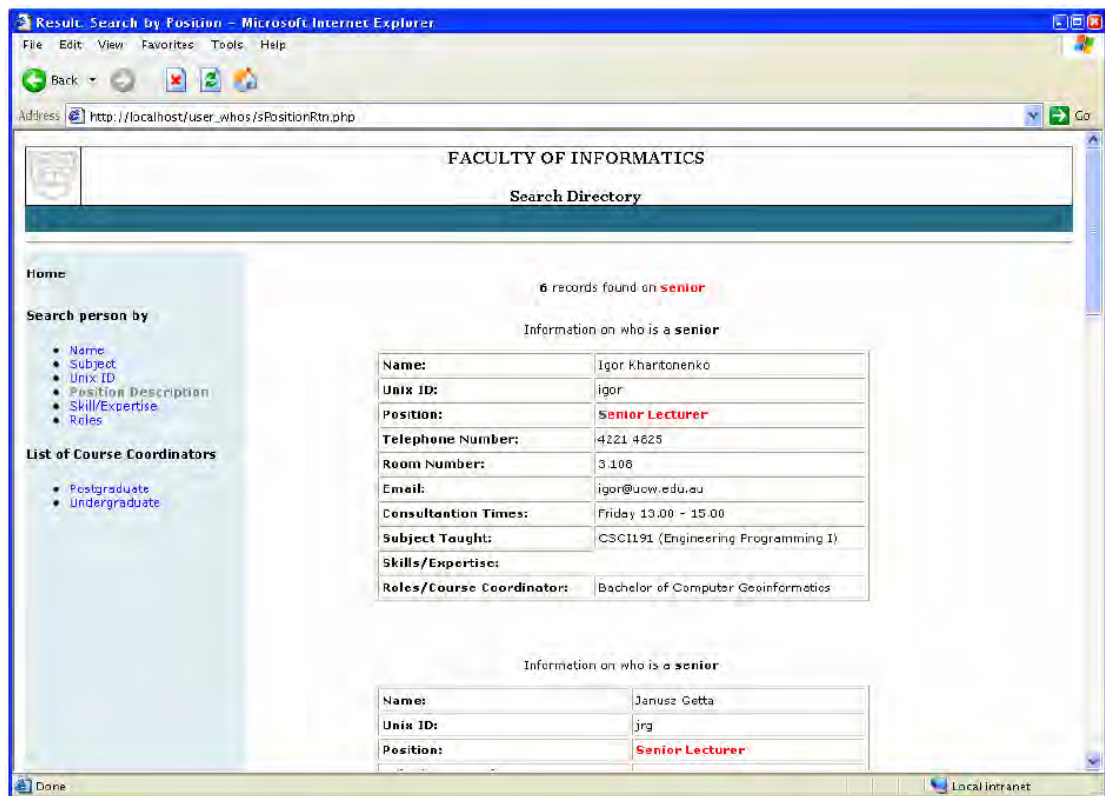 Result: Search by Position - Microsoft Internet Explorer
File Edit View Favorites Tools Help
Back
Address http://localhost/user_whos/sPositionRtn.php Go
FACULTY OF INFORMATICS
Search Directory
Home
Search person by
Name
Subject
Unix ID
Position Description
Skill/Expertise
Roles
List of Course Coordinators
Postgraduate
Undergraduate
6 records found on senior
Information on who is a senior
Name: Igor Kharitonenko
Unix ID: igor
Position: Senior Lecturer
Telephone Number: 4221 4825
Room Number: 3.108
Email: igor@uow.edu.au
Consultantion Times: Friday 13.00 - 15.00
Subject Taught: CSCI191 (Engineering Programming I)
Skills/Expertise:
Roles/Course Coordinator: Bachelor of Computer Geoinformatics
Information on who is a senior
Name: Janusz Getta
Unix ID: jrg
Position: Senior Lecturer
Done
Local intranet